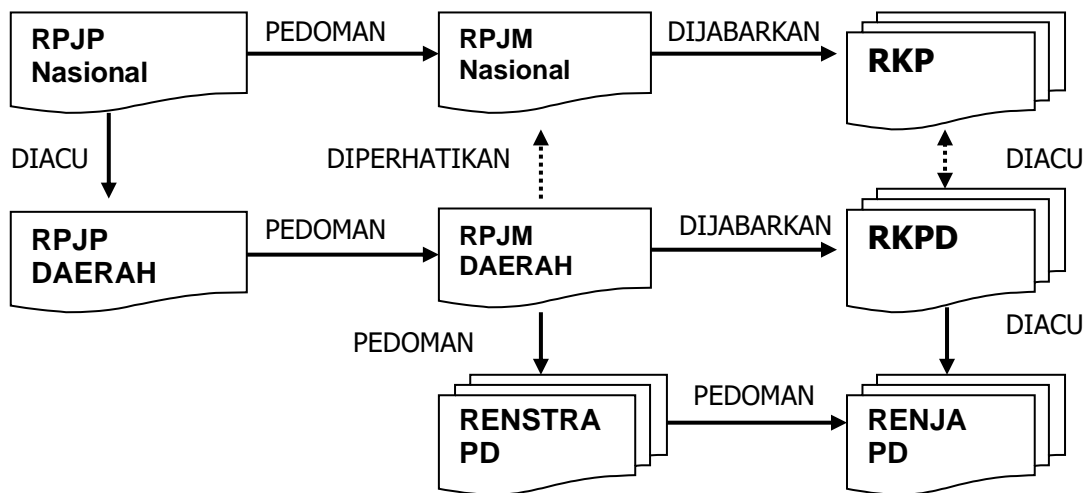 RPJP
Nasional
PEDOMAN
RPJM
Nasional
DIJABARKAN
RKP
DIACU
DIPERHATIKAN
DIACU
RPJP
DAERAH
PEDOMAN
RPJM
DAERAH
DIJABARKAN
RKPD
PEDOMAN
DIACU
RENSTRA
PD
PEDOMAN
RENJA
PD